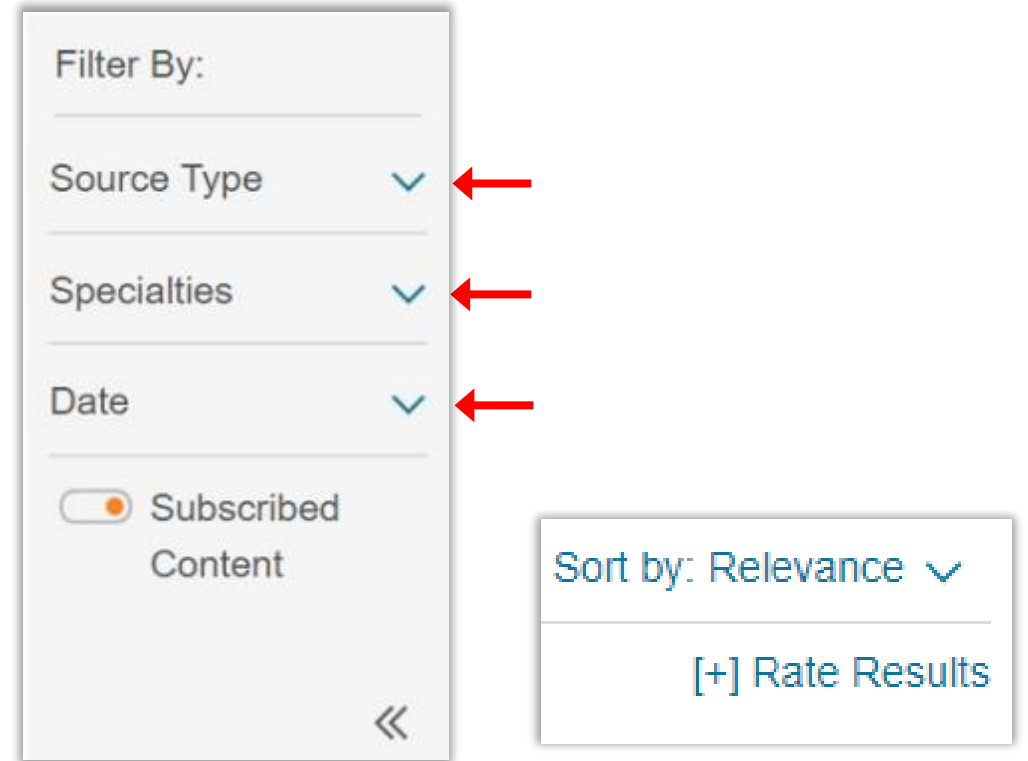 Filter By:
Source Type
Specialties
Date
Subscribed
Content
Sort by: Relevance
[+] Rate Results